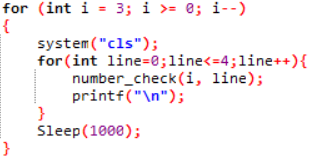 for (int i = 3; i >= 0; i--)
{
    system("cls");
    for(int line=0;line<=4;line++){
        number_check(i, line);
        printf("\n");
    }
    Sleep(1000);
}